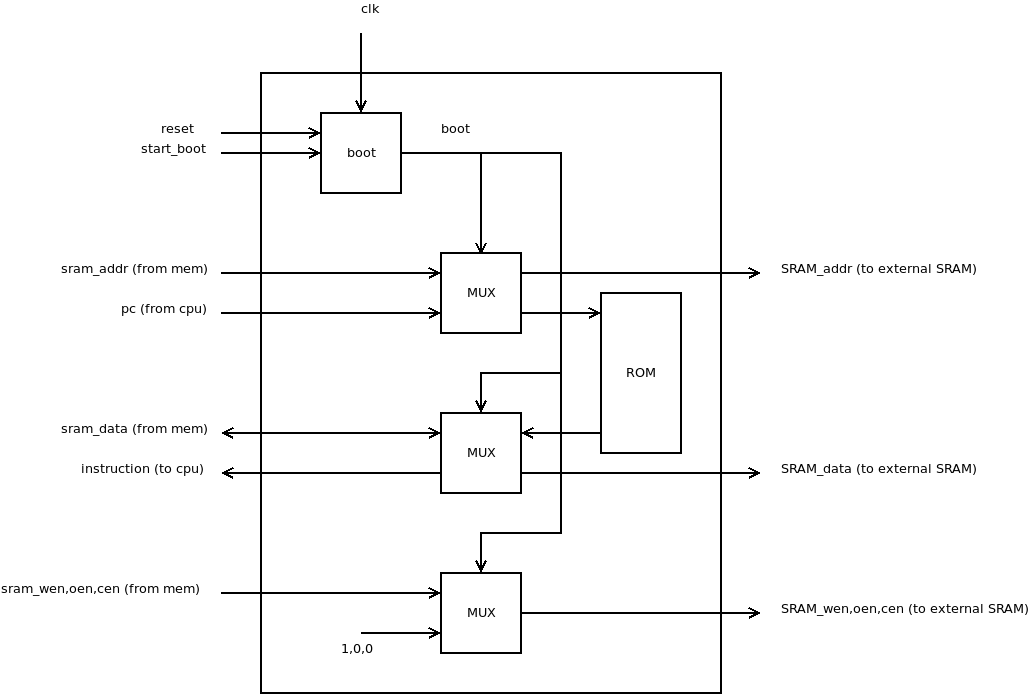 clk
reset
boot
start_boot
boot
sram_addr (from mem)
SRAM_addr (to external SRAM)
MUX
pc (from cpu)
ROM
sram_data (from mem)
MUX
instruction (to cpu)
SRAM_data (to external SRAM)
sram_wen,oen,cen (from mem)
MUX
SRAM_wen,oen,cen (to external SRAM)
1,0,0